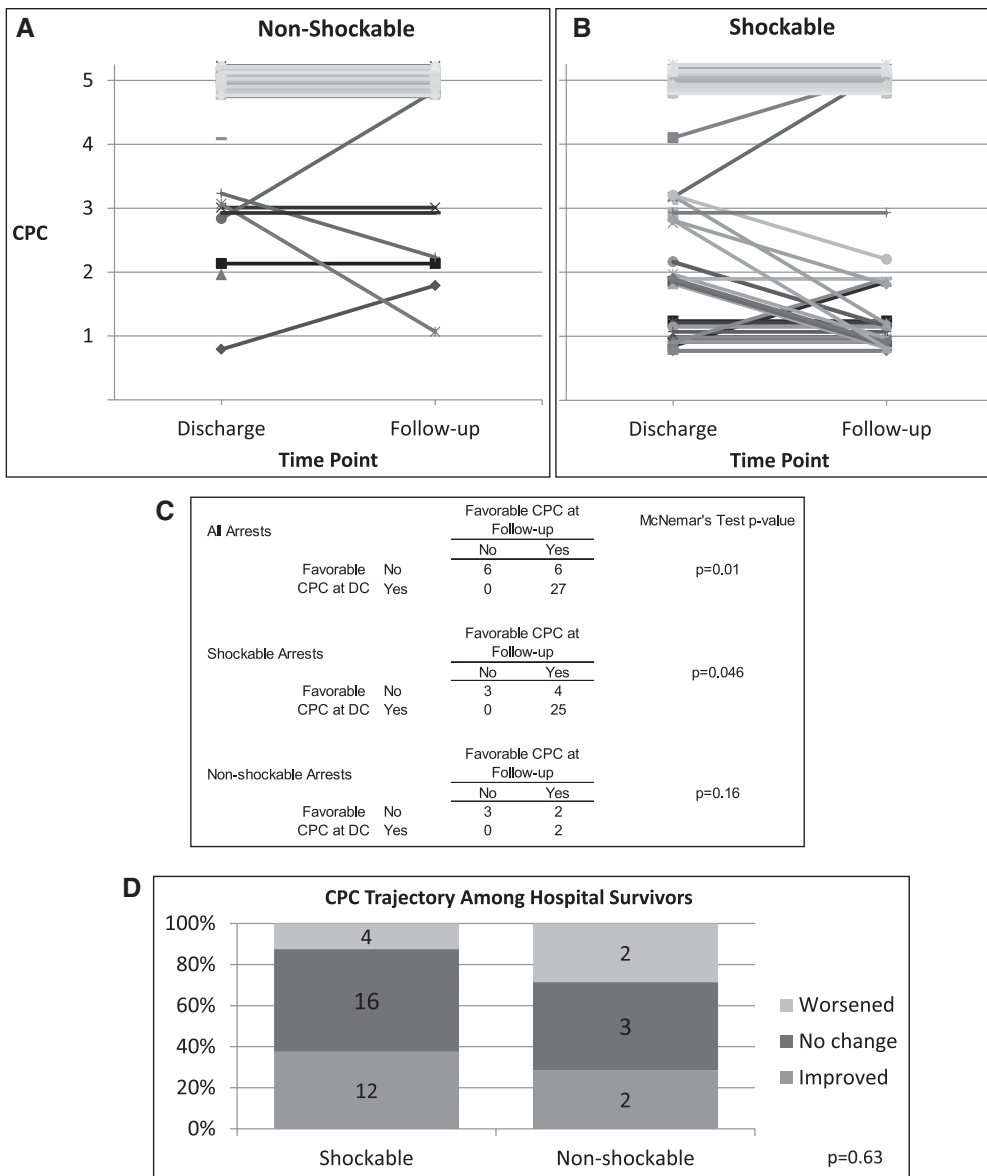 A
Non-Shockable
5
4
3
2
1
CPC
Discharge
Follow-up
Time Point
B
Shockable
5
4
3
2
1
Discharge
Follow-up
Time Point
C
All Arrests
Favorable CPC at
Follow-up
McNemar's Test p-value
No Yes
Favorable No 6 6
CPC at DC Yes 0 27
p=0.01
Shockable Arrests
Favorable CPC at
Follow-up
No Yes
Favorable No 3 4
CPC at DC Yes 0 25
p=0.046
Non-shockable Arrests
Favorable CPC at
Follow-up
No Yes
Favorable No 3 2
CPC at DC Yes 0 2
p=0.16
D
CPC Trajectory Among Hospital Survivors
100%
80%
60%
40%
20%
0%
4
16
12
2
3
2
Shockable
Non-shockable
Worsened
No change
Improved
p=0.63